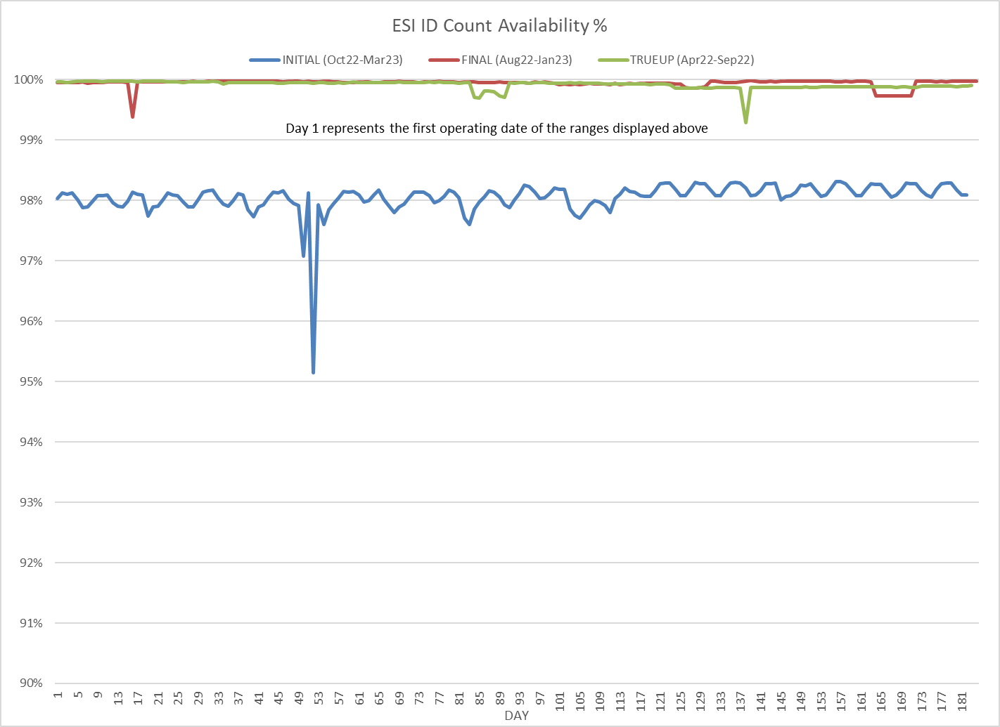 ESI ID Count Availability %
INITIAL (Oct22-Mar23) FINAL (Aug22-Jan23) TRUEUP (Apr22-Sep22)
100%
Day 1 represents the first operating date of the ranges displayed above
99%
98%
97%
96%
95%
94%
93%
92%
91%
90%
1 5 9 13 17 21 25 29 33 37 41 45 49 53 57 61 65 69 73 77 81 85 89 93 97 101 105 109 113 117 121 125 129 133 137 141 145 149 153 157 161 165 169 173 177 181
DAY